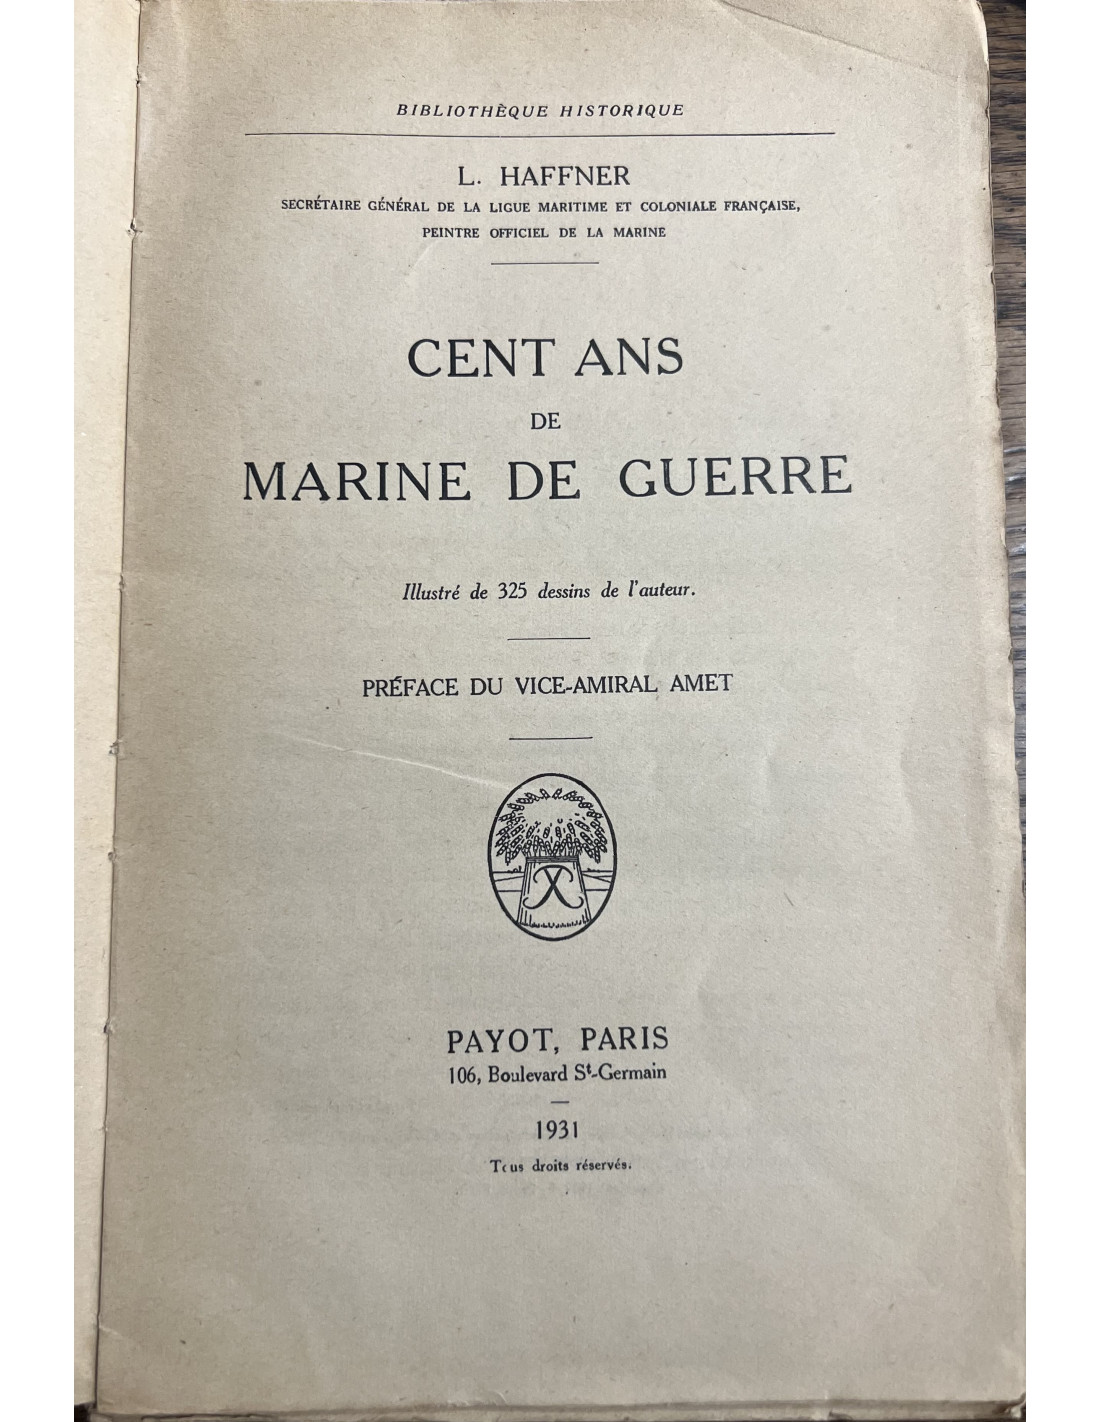 BIBLIOTHÈQUE HISTORIQUE
L. HAFFNER
SECRÉTAIRE GÉNÉRAL DE LA LIGUE MARITIME ET COLONIALE FRANÇAISE,
PEINTRE OFFICIEL DE LA MARINE
CENT ANS
DE
MARINE DE GUERRE
Illustré de 325 dessins de l'auteur.
PRÉFACE DU VICE-AMIRAL AMET
PAYOT, PARIS
106, Boulevard St-Germain
1931
Tous droits réservés.